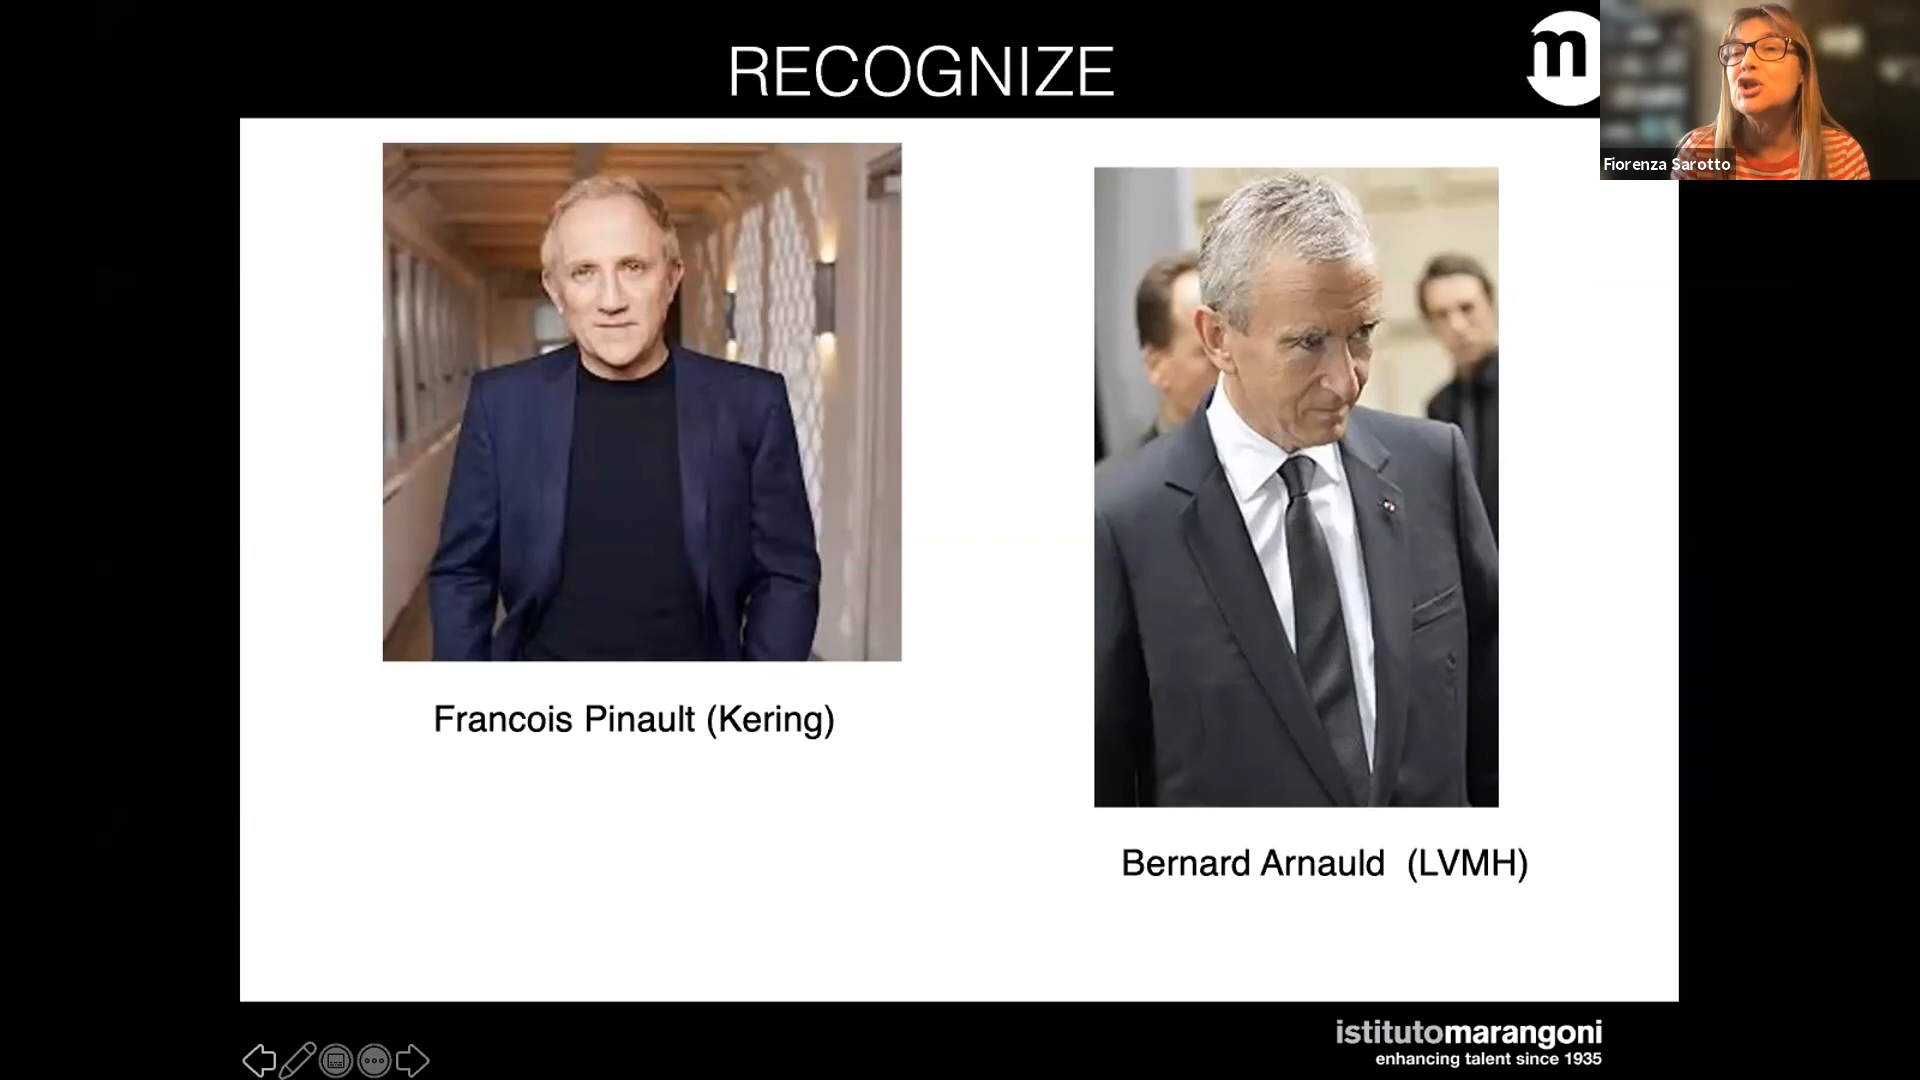 RECOGNIZE
m
Fiorenza Sarotto
Francois Pinault (Kering)
Bernard Arnauld (LVMH)
istitutomarangoni
enhancing talent since 1935